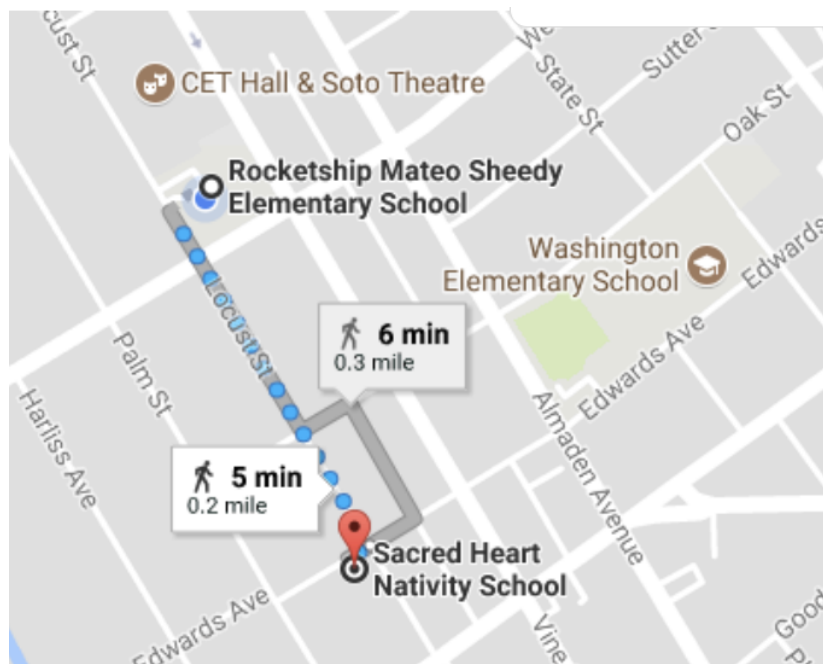 ocust St
CET Hall & Soto Theatre
We
State St
Sutter
Oak St
Rocketship Mateo Sheedy
Elementary School
Washington
Elementary School
Edwards
Locust St
6 min
0.3 mile
Palm St
Harliss Ave
Edwards Ave
Almaden Avenue
5 min
0.2 mile
Sacred Heart
Nativity School
Edwards Ave
Vine
Good